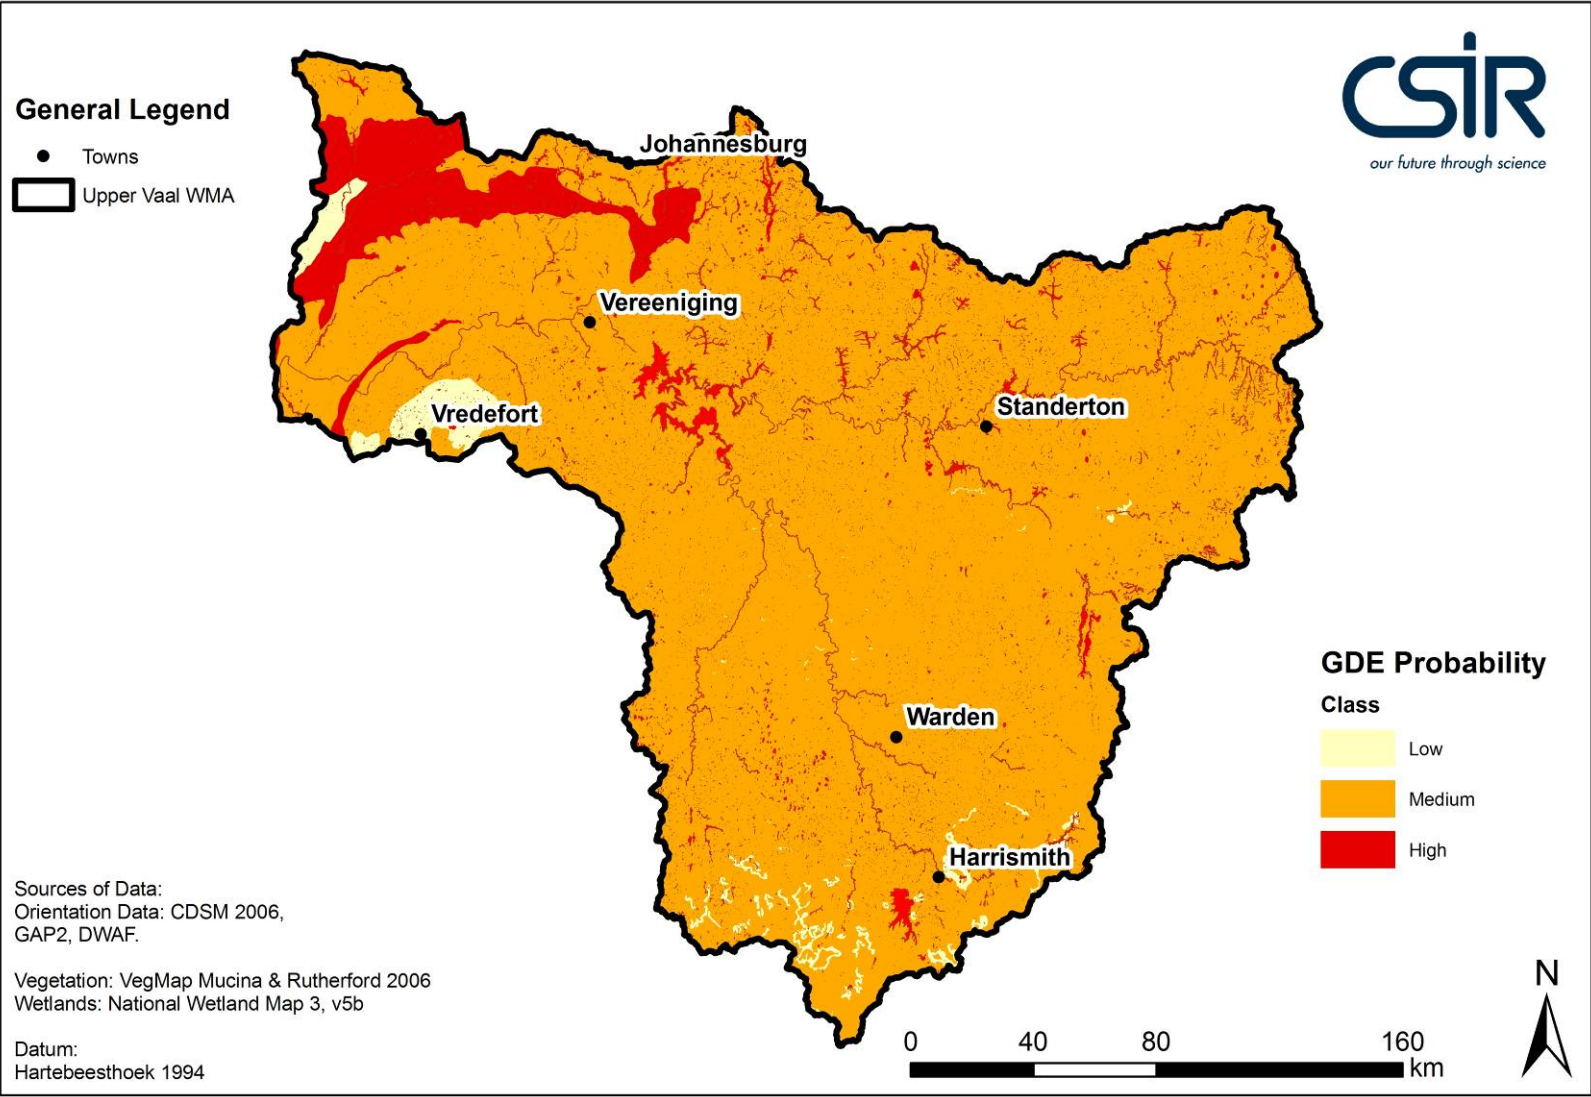 General Legend
Towns
Upper Vaal WMA
CSIR
our future through science
Johannesburg
Vereeniging
Vredefort
Standerton
Warden
Harrismith
GDE Probability
Class
Low
Medium
High
Sources of Data:
Orientation Data: CDSM 2006,
GAP2, DWAF.
Vegetation: VegMap Mucina & Rutherford 2006
Wetlands: National Wetland Map 3, v5b
Datum:
Hartebeesthoek 1994
N
0 40 80 160
km